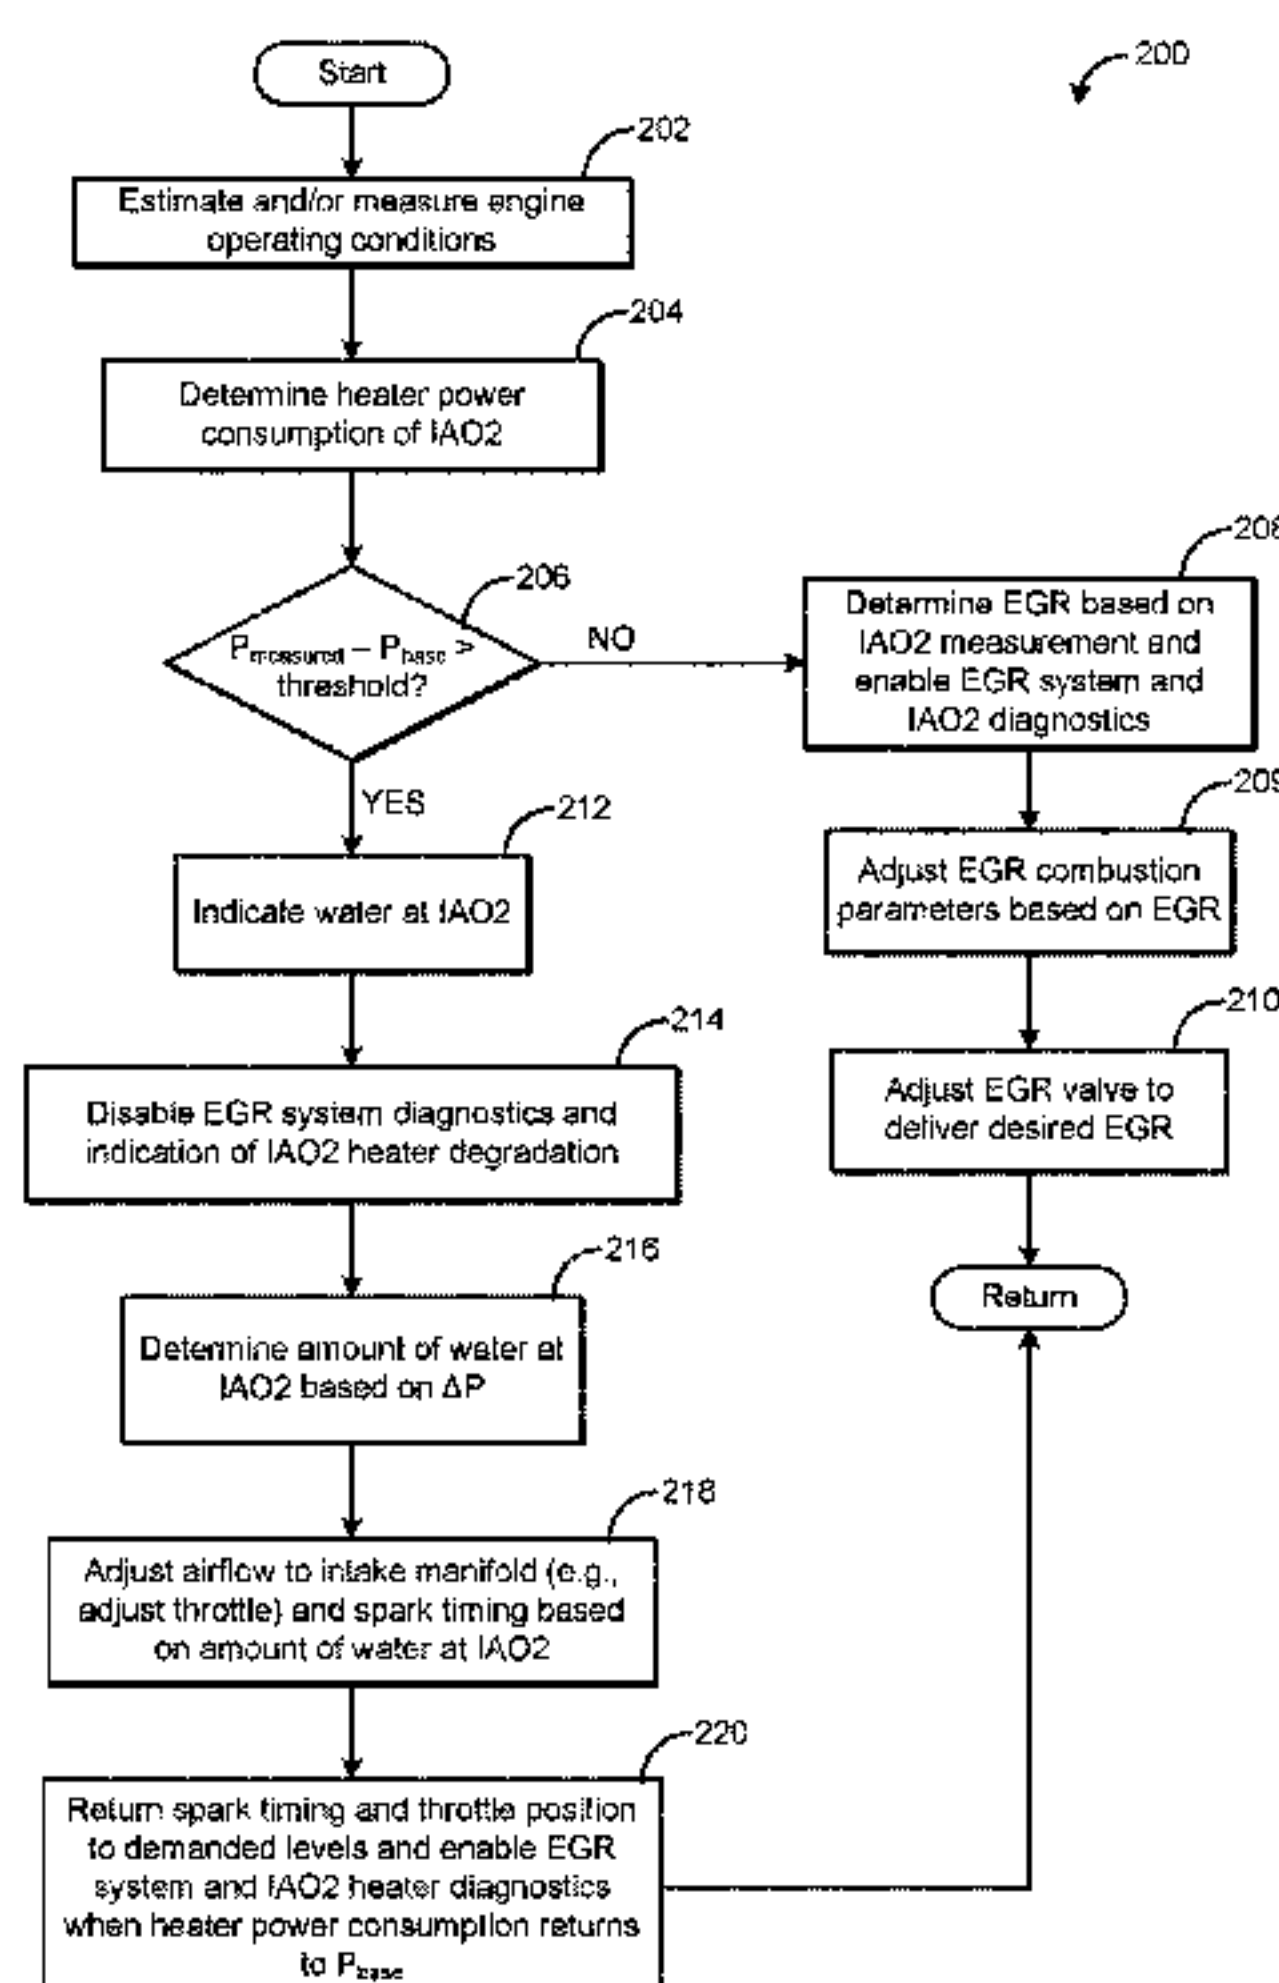 Start
200
202
Estimate and/or measure engine
operating conditions
204
Determine heater power
consumption of IAO2
206
P measured – P base >
threshold?
NO
YES
208
Determine EGR based on
IAO2 measurement and
enable EGR system and
IAO2 diagnostics
209
Adjust EGR combustion
parameters based on EGR
210
Adjust EGR valve to
deliver desired EGR
Return
212
Indicate water at IAO2
214
Disable EGR system diagnostics and
indication of IAO2 heater degradation
216
Determine amount of water at
IAO2 based on ΔP
218
Adjust airflow to intake manifold (e.g.,
adjust throttle) and spark timing based
on amount of water at IAO2
220
Return spark timing and throttle position
to demanded levels and enable EGR
system and IAO2 heater diagnostics
when heater power consumption returns
to P base